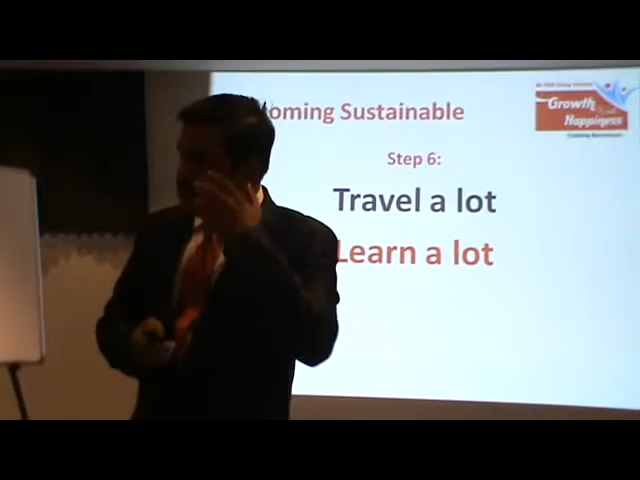 oming Sustainable
Growth
Happiness
Step 6:
Travel a lot
Learn a lot